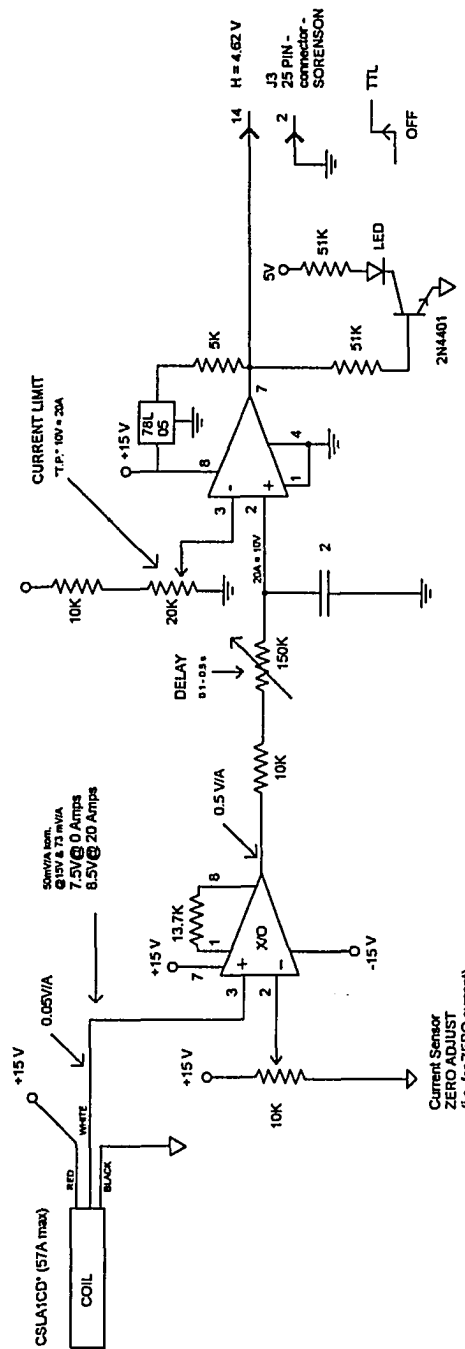 CSLA1CD* (57A max)
COIL
RED
WHITE
BLACK
+15 V
0.05V/A
50mV/A nom.
@15V & 73 mV/A
7.5V@ 0 Amps
8.5V@ 20 Amps
+15 V
10K
Current Sensor
ZERO ADJUST
+15 V
7
3
2
+
-
1
8
13.7K
-15 V
0.5 V/A
10K
DELAY
0.1 - 0.5 s
150K
2
20A = 10V
10K
20K
CURRENT LIMIT
"T.P." 10V = 20A
+15 V
78L
05
5K
3
2
-
+
8
7
1
4
51K
5V
51K
LED
2N4401
14
H = 4.62 V
2
J3
25 PIN -
connector -
SORENSON
TTL
OFF